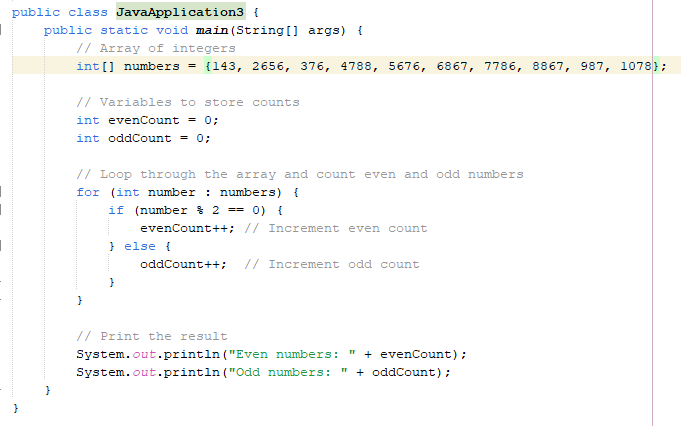 public class JavaApplication3 {
    public static void main(String[] args) {
        // Array of integers
        int[] numbers = {143, 2656, 376, 4788, 5676, 6867, 7786, 8867, 987, 1078};

        // Variables to store counts
        int evenCount = 0;
        int oddCount = 0;

        // Loop through the array and count even and odd numbers
        for (int number : numbers) {
            if (number % 2 == 0) {
                evenCount++; // Increment even count
            } else {
                oddCount++;  // Increment odd count
            }
        }

        // Print the result
        System.out.println("Even numbers: " + evenCount);
        System.out.println("Odd numbers: " + oddCount);
    }
}